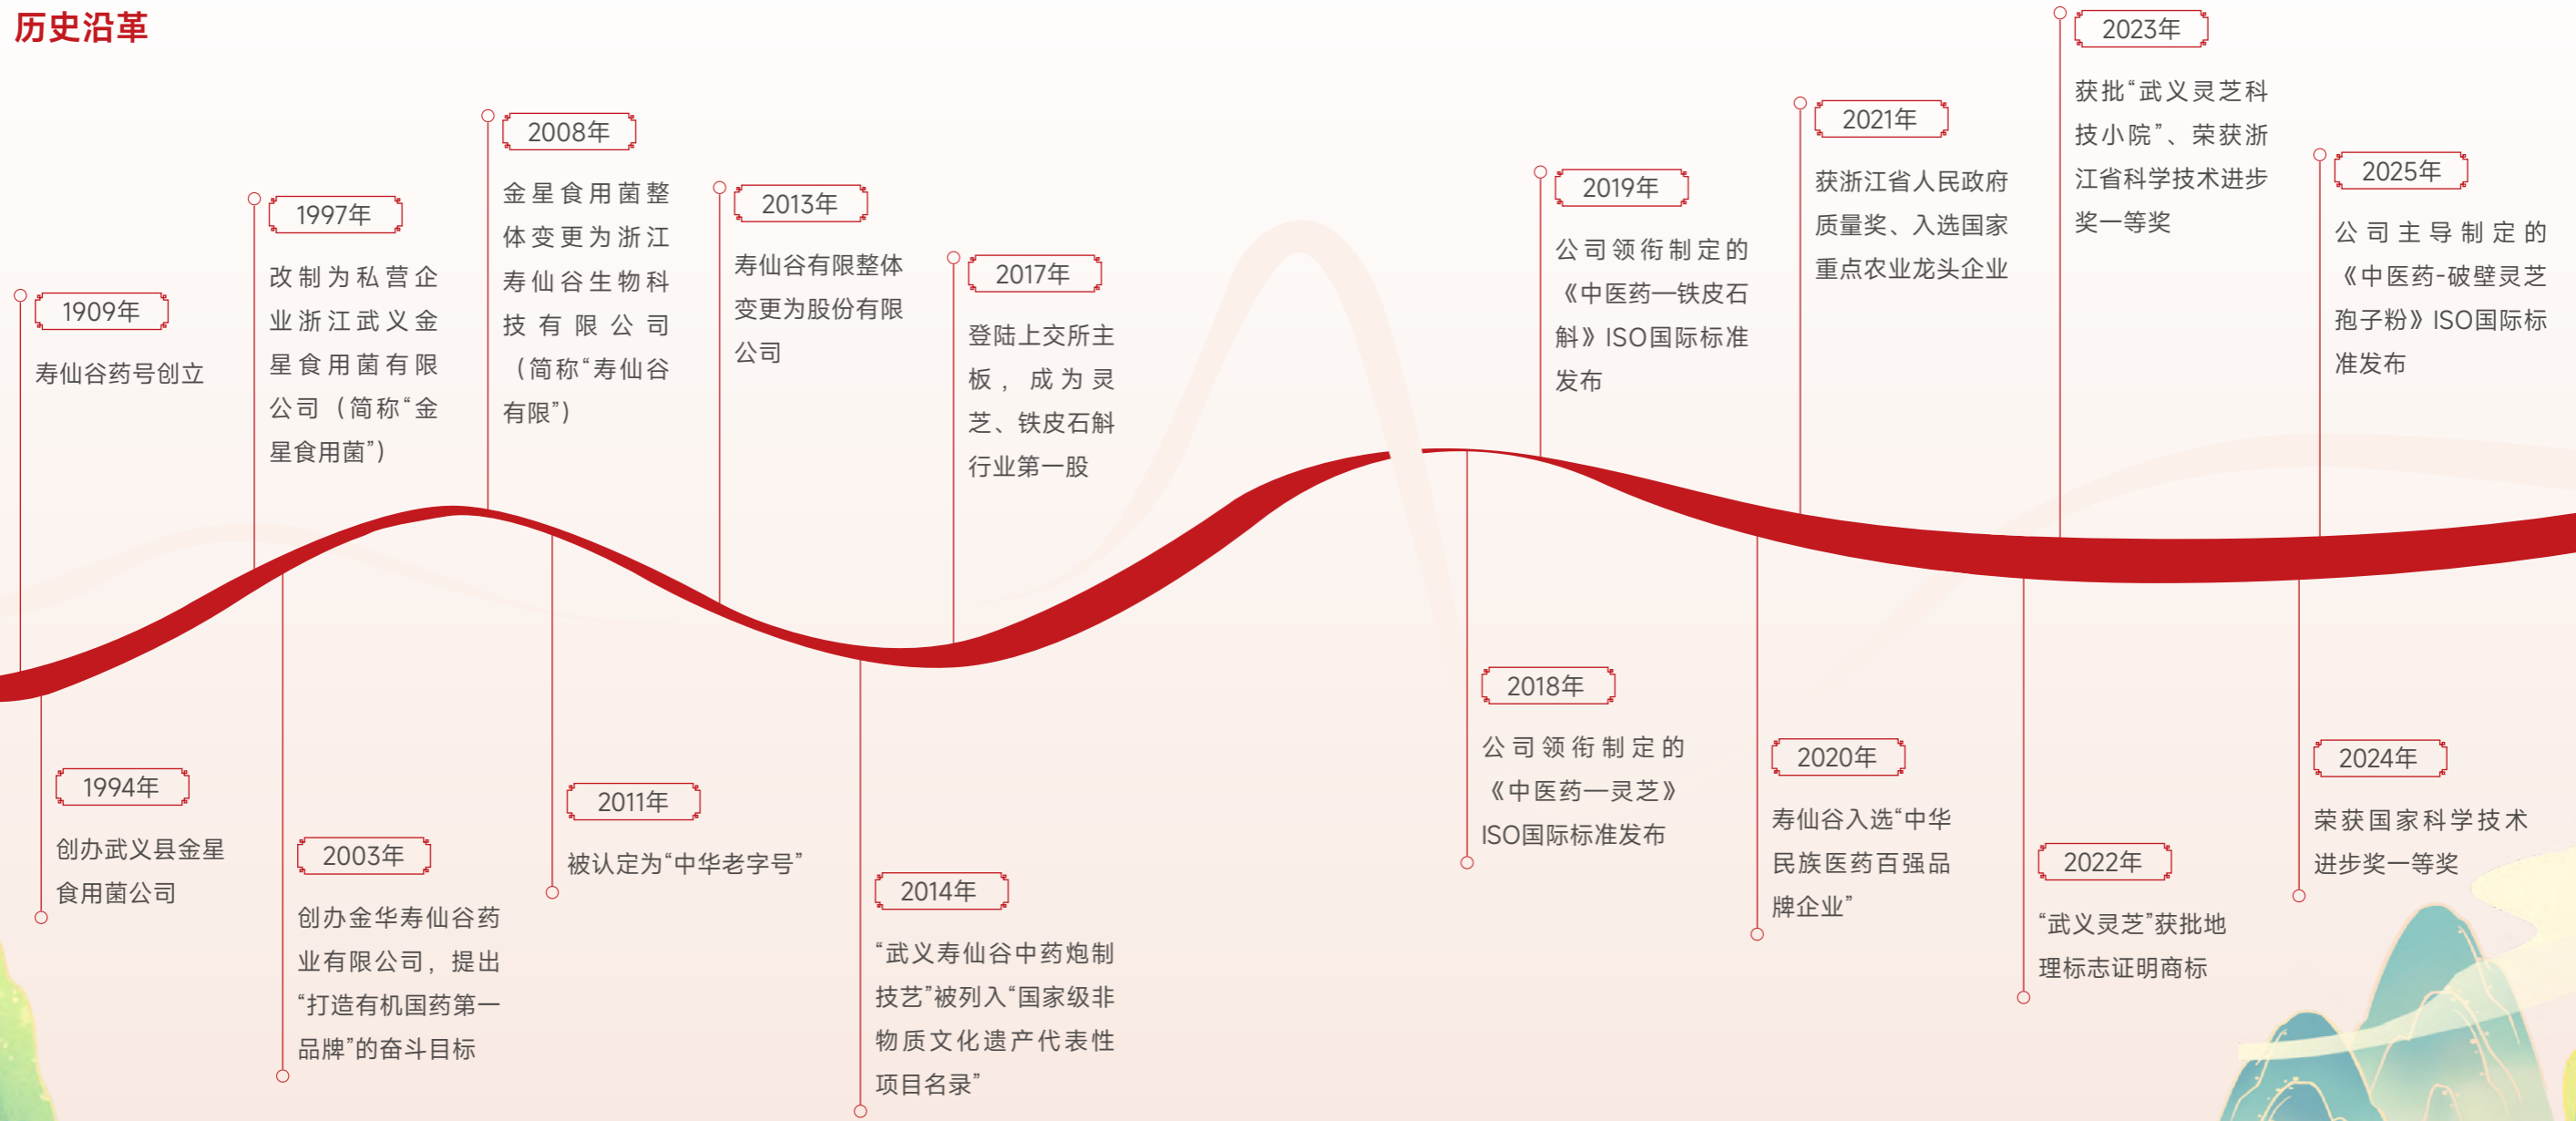 历史沿革
1909年
寿仙谷药号创立
1994年
创办武义县金星
食用菌公司
1997年
改制为私营企
业浙江武义金
星食用菌有限
公司（简称“金
星食用菌”）
2003年
创办金华寿仙谷药
业有限公司，提出
“打造有机国药第一
品牌”的奋斗目标
2008年
金星食用菌整
体变更为浙江
寿仙谷生物科
技有限公司
（简称“寿仙谷
有限”）
2011年
被认定为“中华老字号”
2013年
寿仙谷有限整体
变更为股份有限
公司
2014年
“武义寿仙谷中药炮制
技艺”被列入“国家级非
物质文化遗产代表性
项目名录”
2017年
登陆上交所主
板，成为灵
芝、铁皮石斛
行业第一股
2018年
公司领衔制定的
《中医药—灵芝》
ISO国际标准发布
2019年
公司领衔制定的
《中医药—铁皮石
斛》ISO国际标准
发布
2020年
寿仙谷入选“中华
民族医药百强品
牌企业”
2021年
获浙江省人民政府
质量奖、入选国家
重点农业龙头企业
2022年
“武义灵芝”获批地
理标志证明商标
2023年
获批“武义灵芝科
技小院”、荣获浙
江省科学技术进步
奖一等奖
2024年
荣获国家科学技术
进步奖一等奖
2025年
公司主导制定的
《中医药-破壁灵芝
孢子粉》ISO国际标
准发布